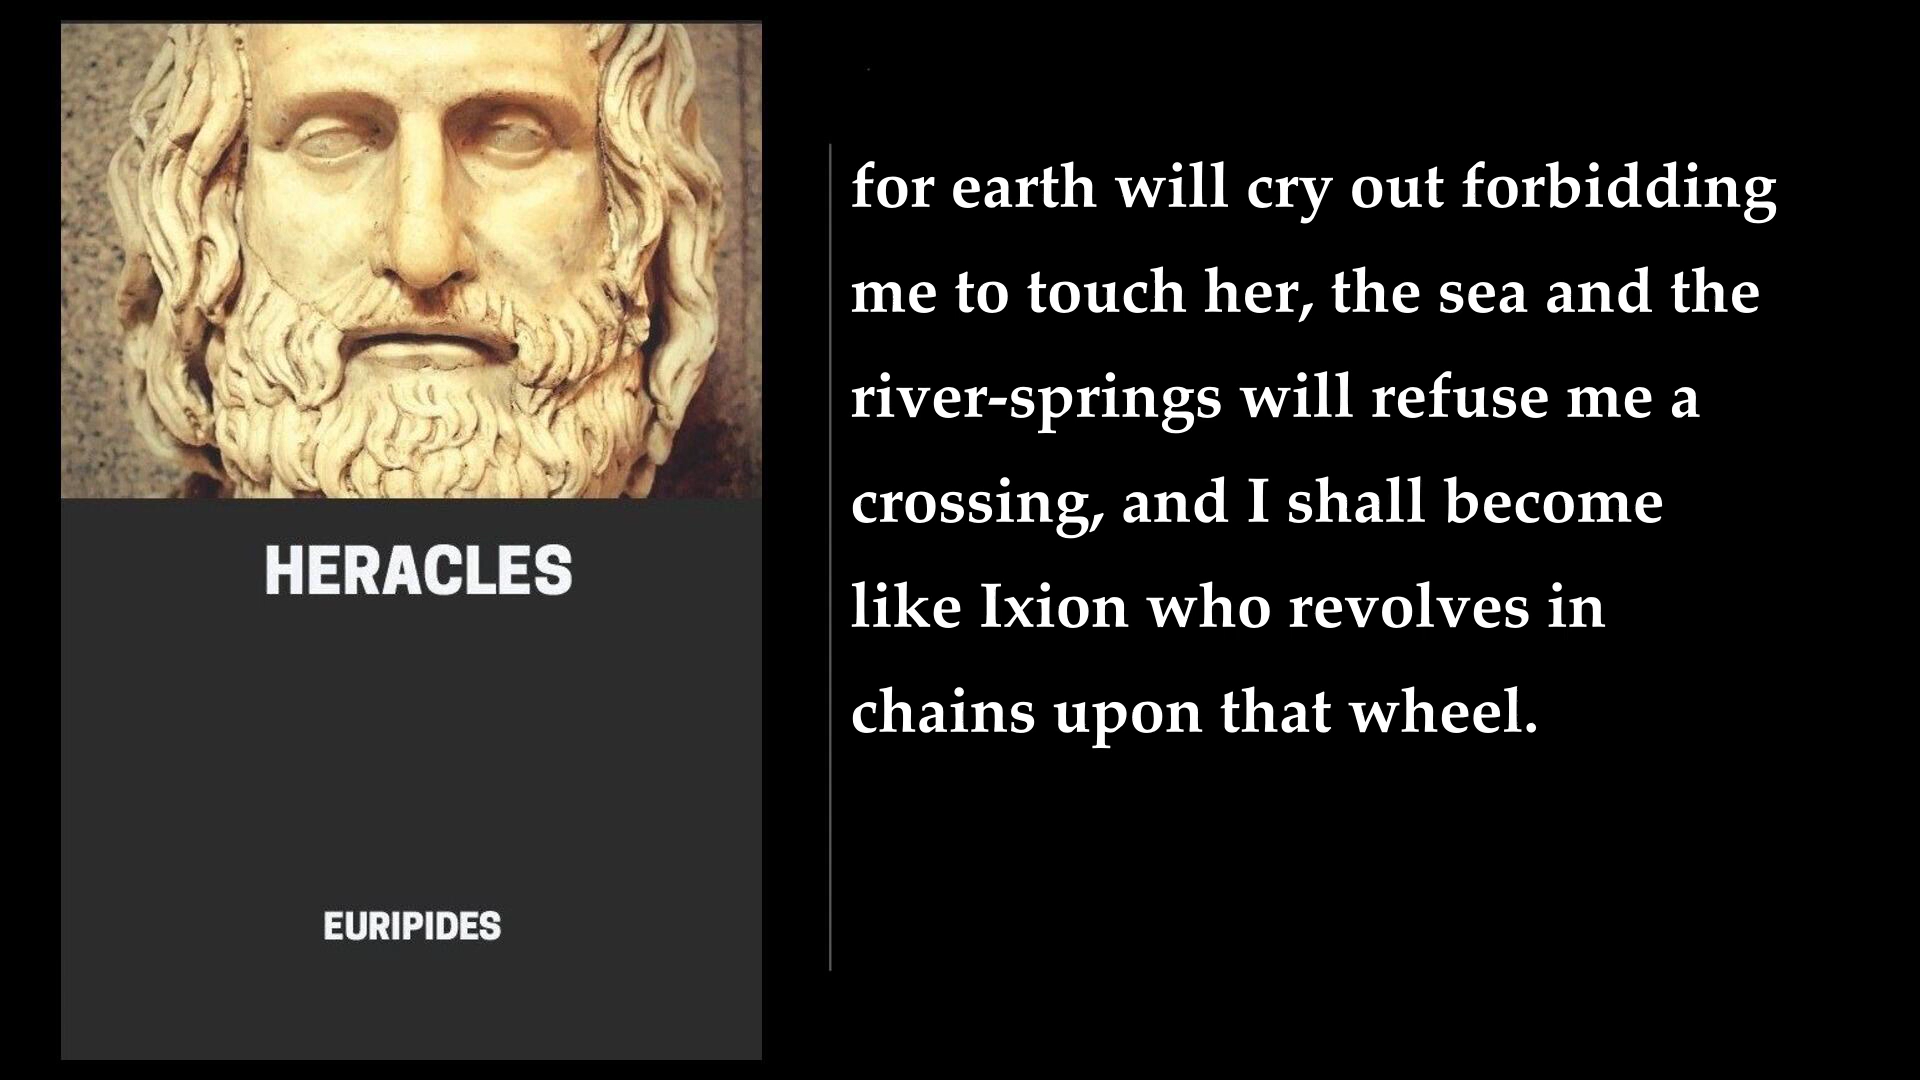 HERACLES
EURIPIDES
for earth will cry out forbidding
me to touch her, the sea and the
river-springs will refuse me a
crossing, and I shall become
like Ixion who revolves in
chains upon that wheel.